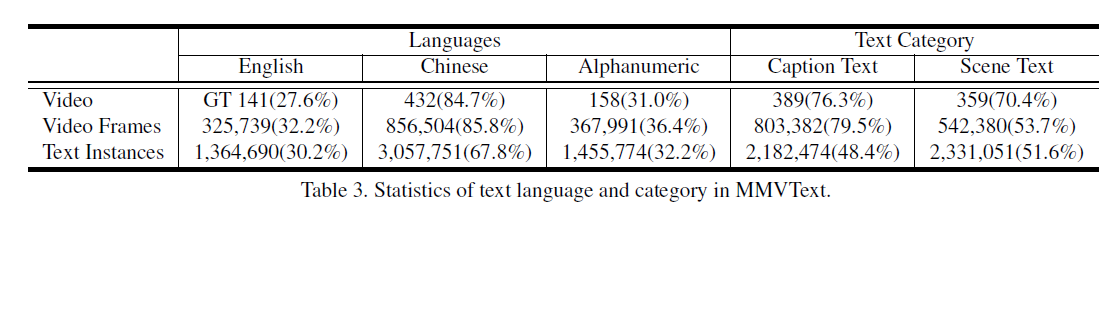 Languages Text Category
English Chinese Alphanumeric Caption Text Scene Text
Video GT 141(27.6%) 432(84.7%) 158(31.0%) 389(76.3%) 359(70.4%)
Video Frames 325,739(32.2%) 856,504(85.8%) 367,991(36.4%) 803,382(79.5%) 542,380(53.7%)
Text Instances 1,364,690(30.2%) 3,057,751(67.8%) 1,455,774(32.2%) 2,182,474(48.4%) 2,331,051(51.6%)
Table 3. Statistics of text language and category in MMVText.